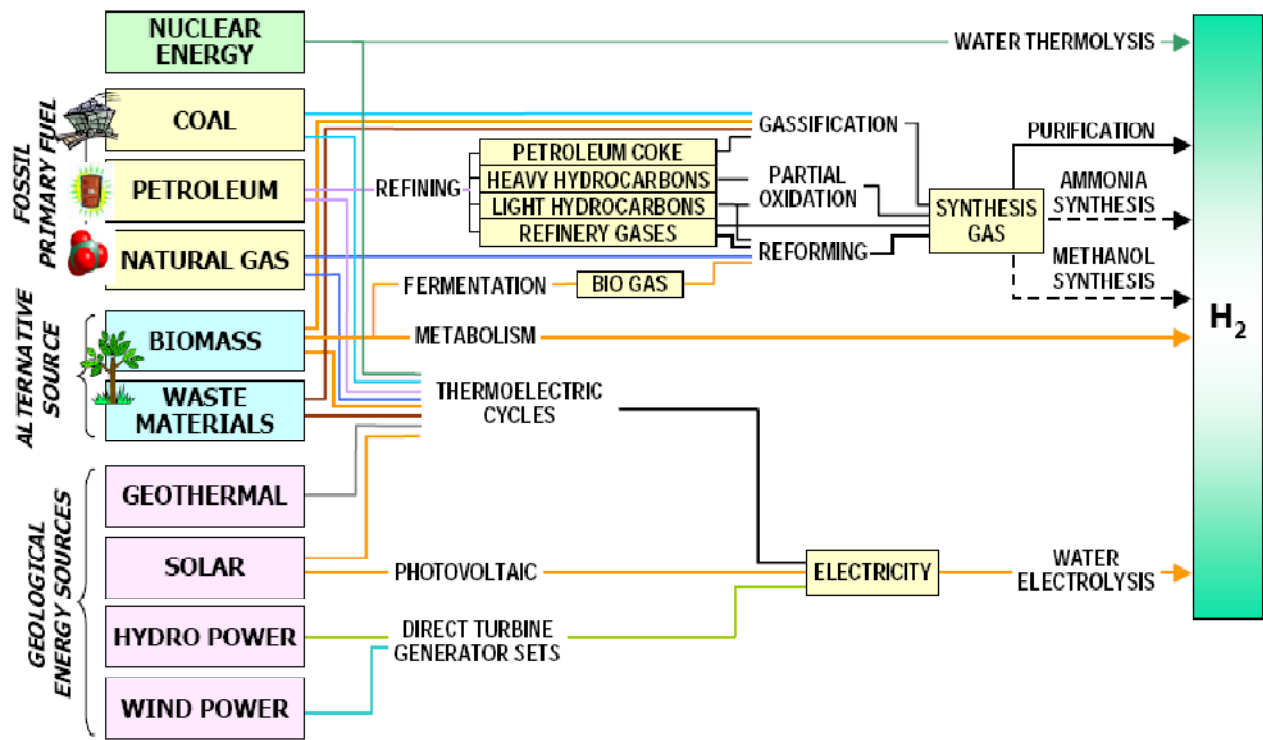 NUCLEAR
ENERGY
WATER THERMOLYSIS
FOSSIL
PRIMARY FUEL
COAL
PETROLEUM
NATURAL GAS
REFINING
PETROLEUM COKE
HEAVY HYDROCARBONS
LIGHT HYDROCARBONS
REFINERY GASES
GASSIFICATION
PARTIAL
OXIDATION
REFORMING
SYNTHESIS
GAS
PURIFICATION
AMMONIA
SYNTHESIS
METHANOL
SYNTHESIS
H2
ALTERNATIVE
SOURCE
BIOMASS
WASTE
MATERIALS
FERMENTATION
BIO GAS
METABOLISM
THERMOELECTRIC
CYCLES
GEOLOGICAL
ENERGY SOURCES
GEOTHERMAL
SOLAR
HYDRO POWER
WIND POWER
PHOTOVOLTAIC
DIRECT TURBINE
GENERATOR SETS
ELECTRICITY
WATER
ELECTROLYSIS